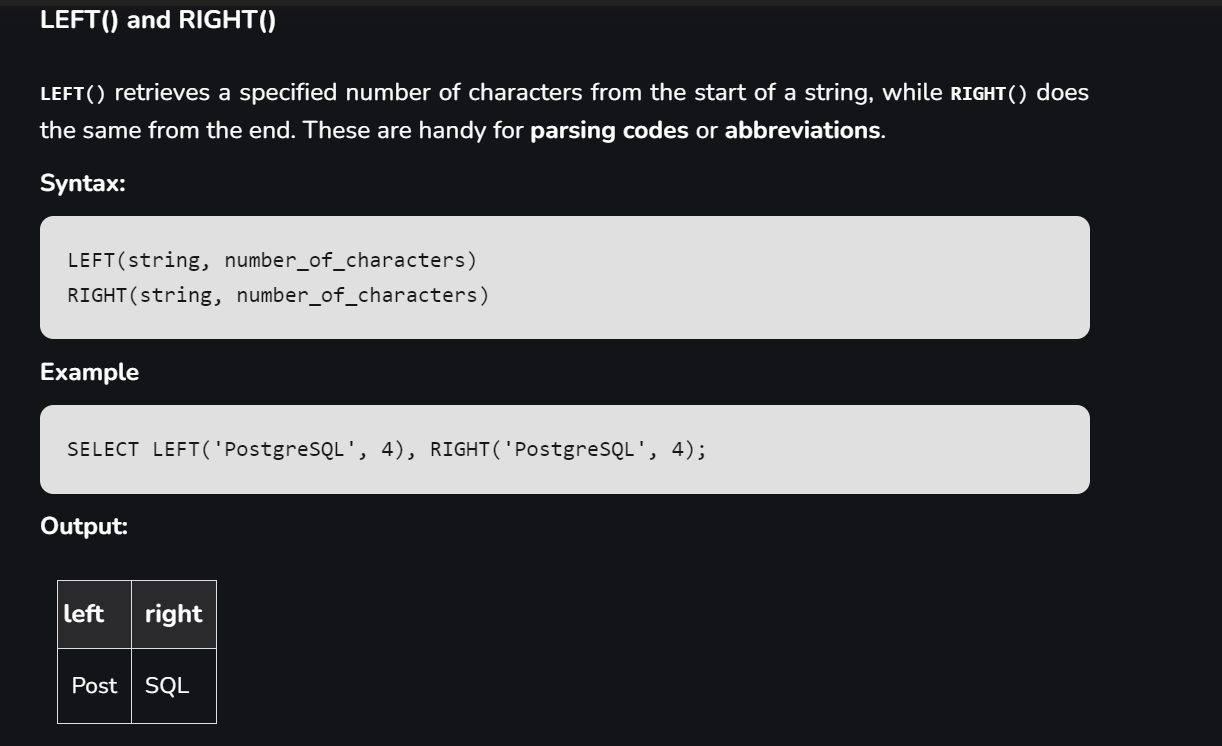 LEFT() and RIGHT()
LEFT() retrieves a specified number of characters from the start of a string, while RIGHT() does
the same from the end. These are handy for parsing codes or abbreviations.
Syntax:
LEFT(string, number_of_characters)
RIGHT(string, number_of_characters)
Example
SELECT LEFT('PostgreSQL', 4), RIGHT('PostgreSQL', 4);
Output:
left right
Post SQL